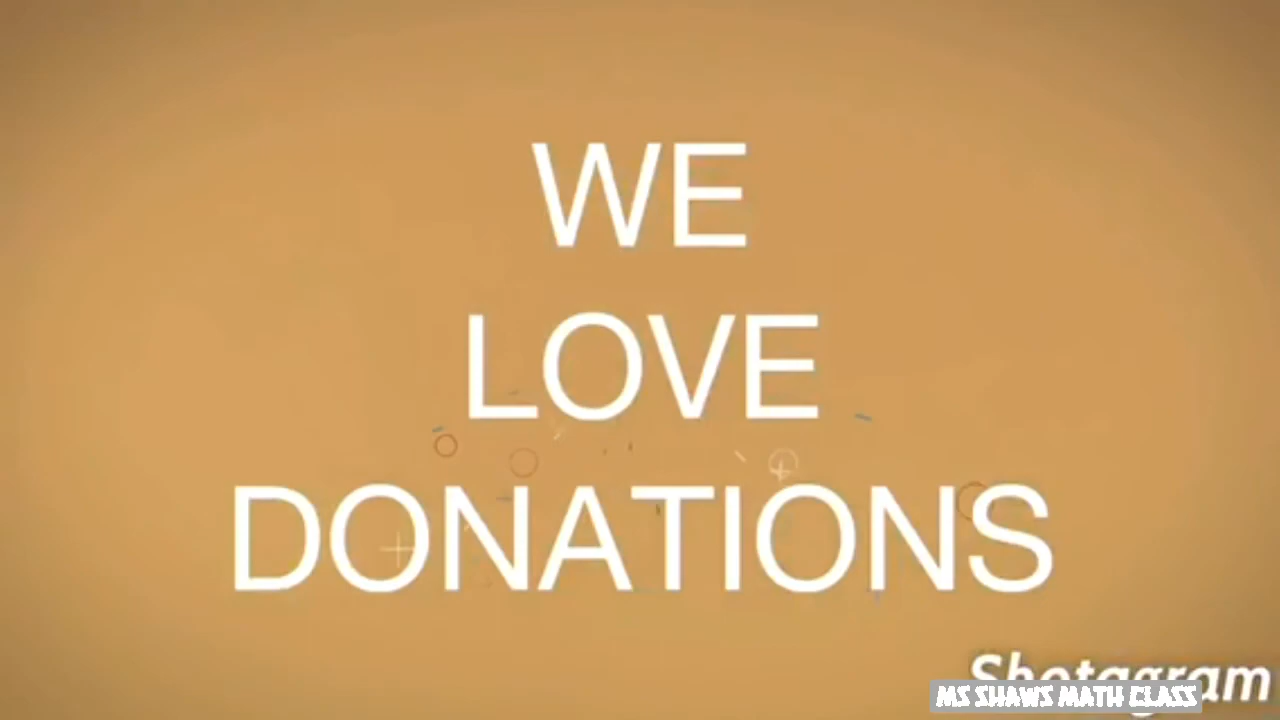 WE
LOVE
DONATIONS
Shotagram
MS SHAWS MATH CLASS